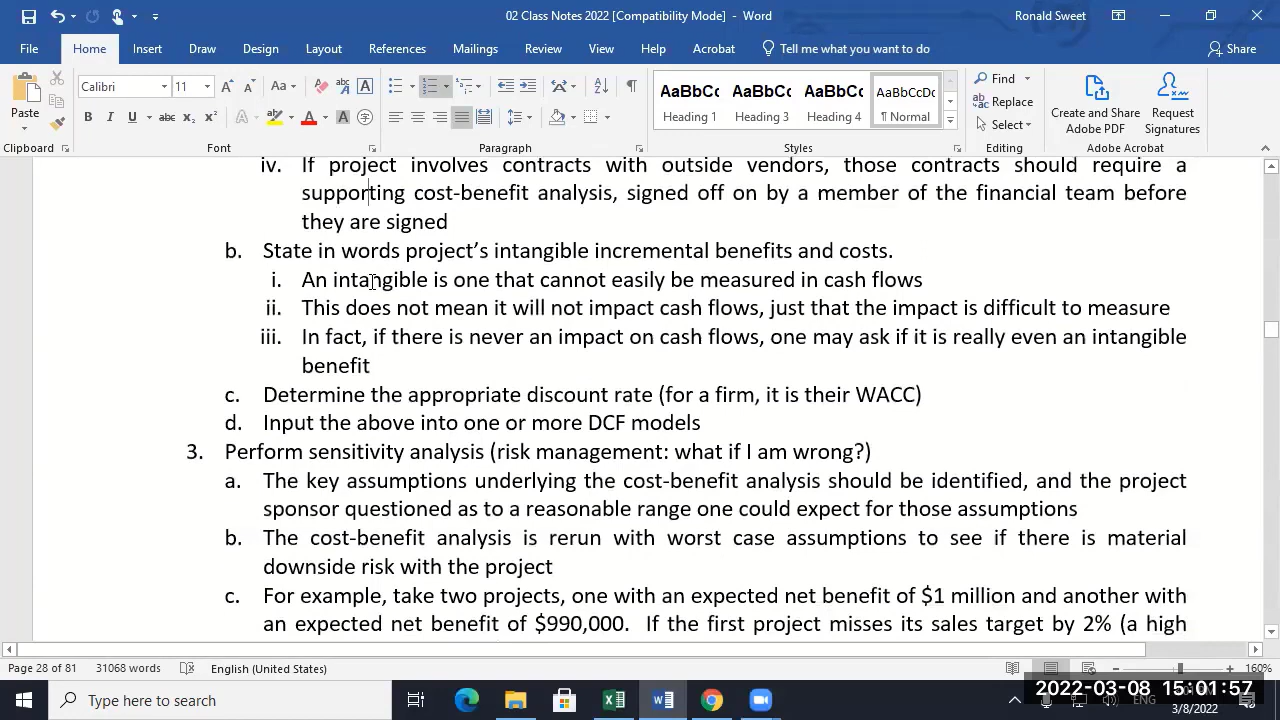 02 Class Notes 2022 [Compatibility Mode] - Word
Ronald Sweet
File Home Insert Draw Design Layout References Mailings Review View Help Acrobat Tell me what you want to do Share
Paste
Calibri 11
Clipboard Font Paragraph
AaBbCc AaBbCc AaBbCc AaBbCcDc
Heading 1 Heading 3 Heading 4 ¶ Normal
Styles
Find
Replace
Select
Editing
Create and Share Adobe PDF
Request Signatures
Adobe Acrobat
iv. If project involves contracts with outside vendors, those contracts should require a
supporting cost-benefit analysis, signed off on by a member of the financial team before
they are signed
b. State in words project’s intangible incremental benefits and costs.
i. An intangible is one that cannot easily be measured in cash flows
ii. This does not mean it will not impact cash flows, just that the impact is difficult to measure
iii. In fact, if there is never an impact on cash flows, one may ask if it is really even an intangible
benefit
c. Determine the appropriate discount rate (for a firm, it is their WACC)
d. Input the above into one or more DCF models
3. Perform sensitivity analysis (risk management: what if I am wrong?)
a. The key assumptions underlying the cost-benefit analysis should be identified, and the project
sponsor questioned as to a reasonable range one could expect for those assumptions
b. The cost-benefit analysis is rerun with worst case assumptions to see if there is material
downside risk with the project
c. For example, take two projects, one with an expected net benefit of $1 million and another with
an expected net benefit of $990,000. If the first project misses its sales target by 2% (a high
Page 28 of 81 31068 words English (United States) 160%
Type here to search
2022-03-08 15:01:57
ENG
3/8/2022